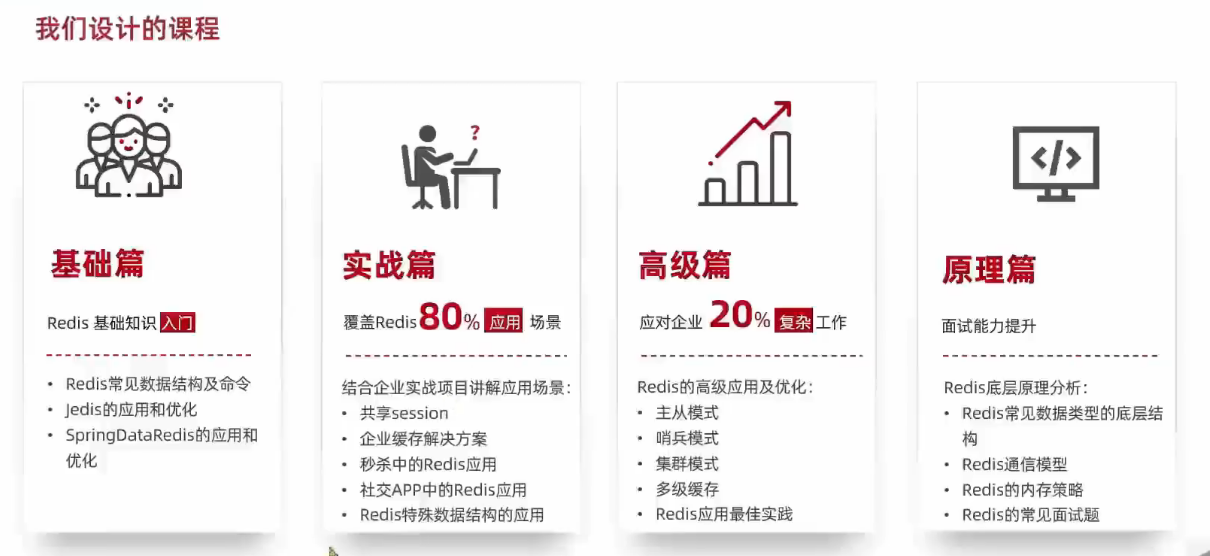 我们设计的课程
基础篇
Redis 基础知识 入门
• Redis常见数据结构及命令
• Jedis的应用和优化
• SpringDataRedis的应用和
优化
?
实战篇
覆盖Redis 80% 应用 场景
结合企业实战项目讲解应用场景：
• 共享session
• 企业缓存解决方案
• 秒杀中的Redis应用
• 社交APP中的Redis应用
• Redis特殊数据结构的应用
高级篇
应对企业 20% 复杂 工作
Redis的高级应用及优化：
• 主从模式
• 哨兵模式
• 集群模式
• 多级缓存
• Redis应用最佳实践
</>
原理篇
面试能力提升
Redis底层原理分析：
• Redis常见数据类型的底层结
构
• Redis通信模型
• Redis的内存策略
• Redis的常见面试题